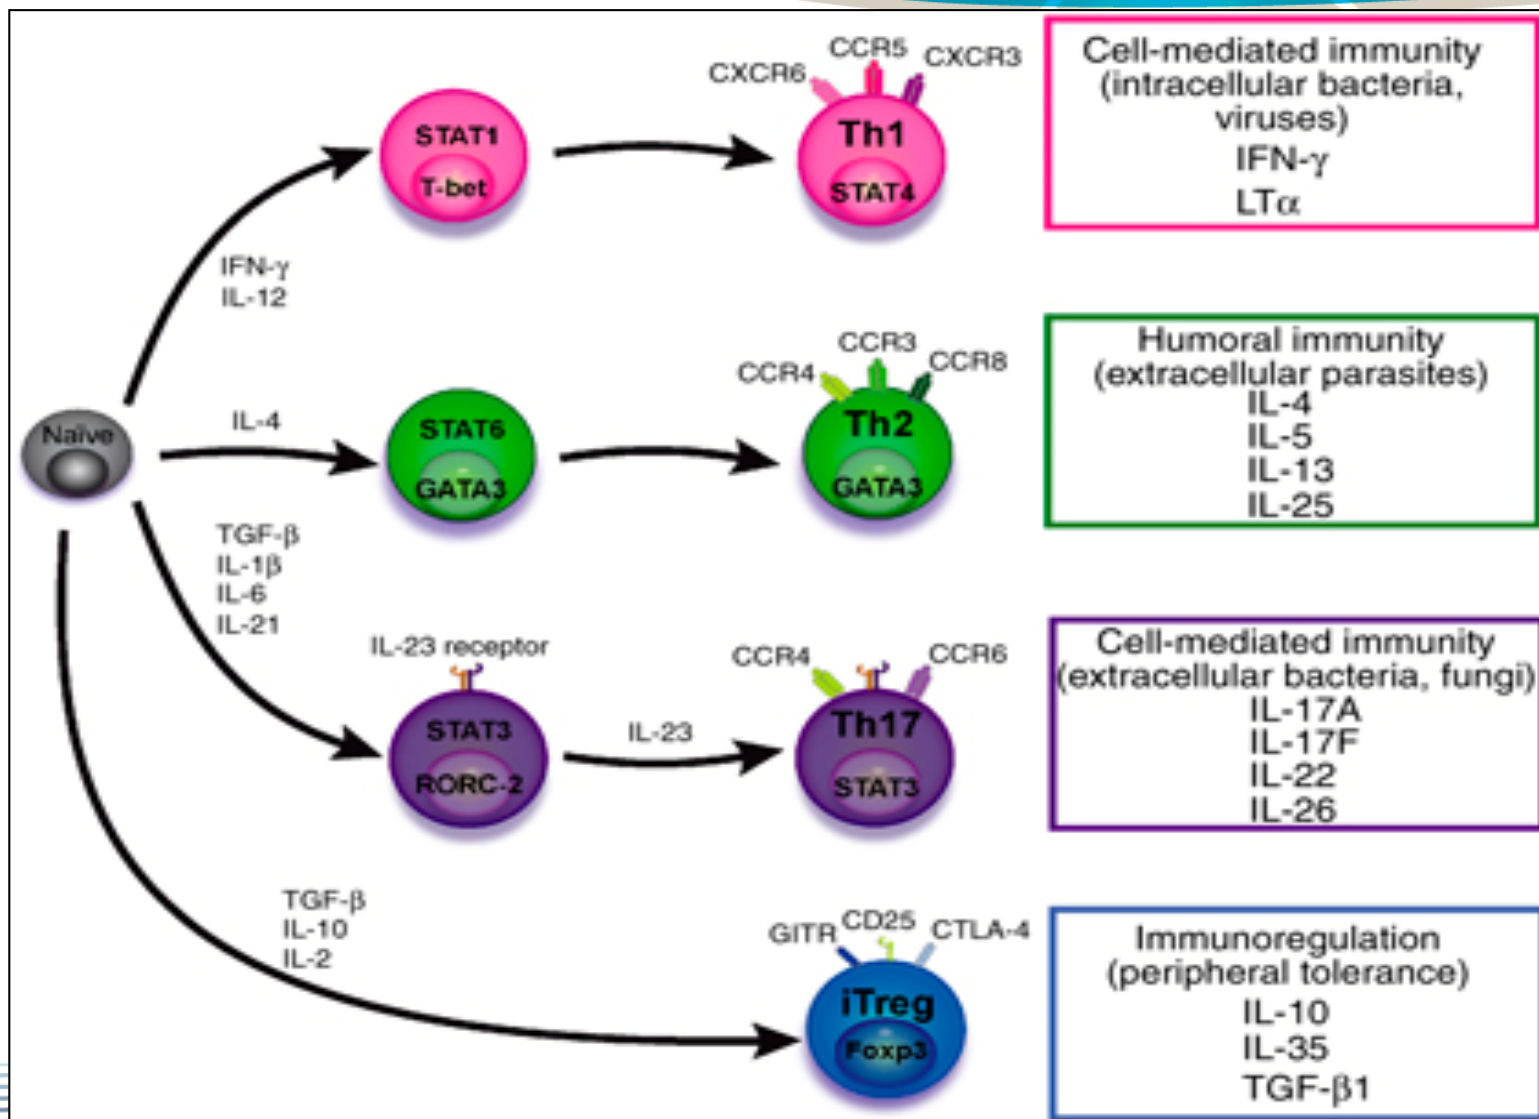 CXCR6
CCR5
CXCR3
STAT1
T-bet
Th1
STAT4
Cell-mediated immunity
(intracellular bacteria,
viruses)
IFN-γ
LTα
IFN-γ
IL-12
Naïve
IL-4
STAT6
GATA3
CCR4
CCR3
CCR8
Th2
GATA3
Humoral immunity
(extracellular parasites)
IL-4
IL-5
IL-13
IL-25
TGF-β
IL-1β
IL-6
IL-21
IL-23 receptor
STAT3
RORC-2
IL-23
CCR4
CCR6
Th17
STAT3
Cell-mediated immunity
(extracellular bacteria, fungi)
IL-17A
IL-17F
IL-22
IL-26
TGF-β
IL-10
IL-2
GITR
CD25
CTLA-4
iTreg
Foxp3
Immunoregulation
(peripheral tolerance)
IL-10
IL-35
TGF-β1